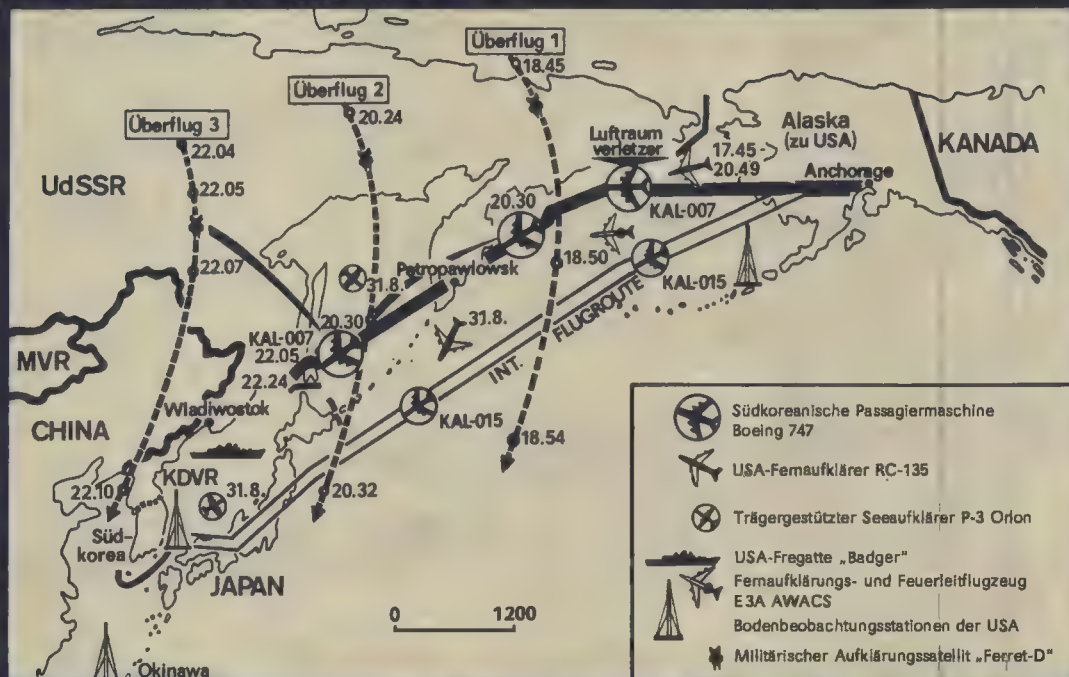 Überflug 1
18.45
Überflug 2
20.24
Überflug 3
22.04
22.05
22.07
UdSSR
Luftraum
verletzer
17.45
20.49
Alaska
(zu USA)
KANADA
Anchorage
KAL-007
20.30
18.50
KAL-015
Petropawlowsk
31.8.
31.8.
INT. FLUGROUTE
20.30
KAL-007
22.05
22.24
MVR
CHINA
Wladiwostok
KAL-015
18.54
KDVR
31.8.
20.32
22.10
Süd-
korea
JAPAN
0 1200
Okinawa
Südkoreanische Passagiermaschine
Boeing 747
USA-Fernaufklärer RC-135
Trägergestützter Seeaufklärer P-3 Orion
USA-Fregatte „Badger"
Fernaufklärungs- und Feuerleitflugzeug
E3A AWACS
Bodenbeobachtungsstationen der USA
Militärischer Aufklärungssatellit „Ferret-D"